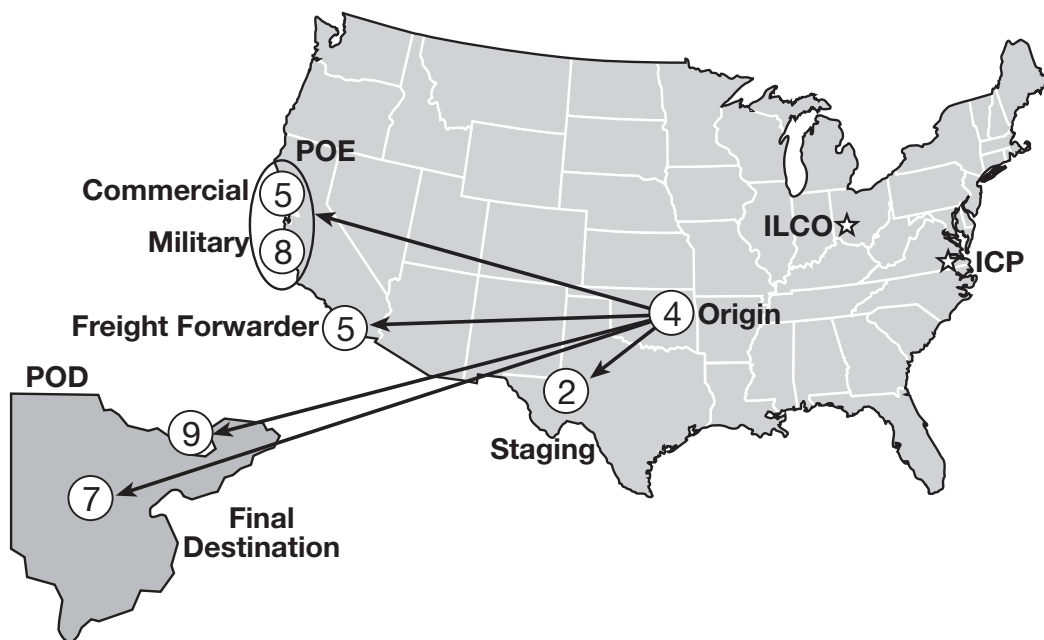 POE
Commercial
5
ILCO
Military
8
ICP
Freight Forwarder
5
4
Origin
POD
2
9
Staging
7
Final
Destination